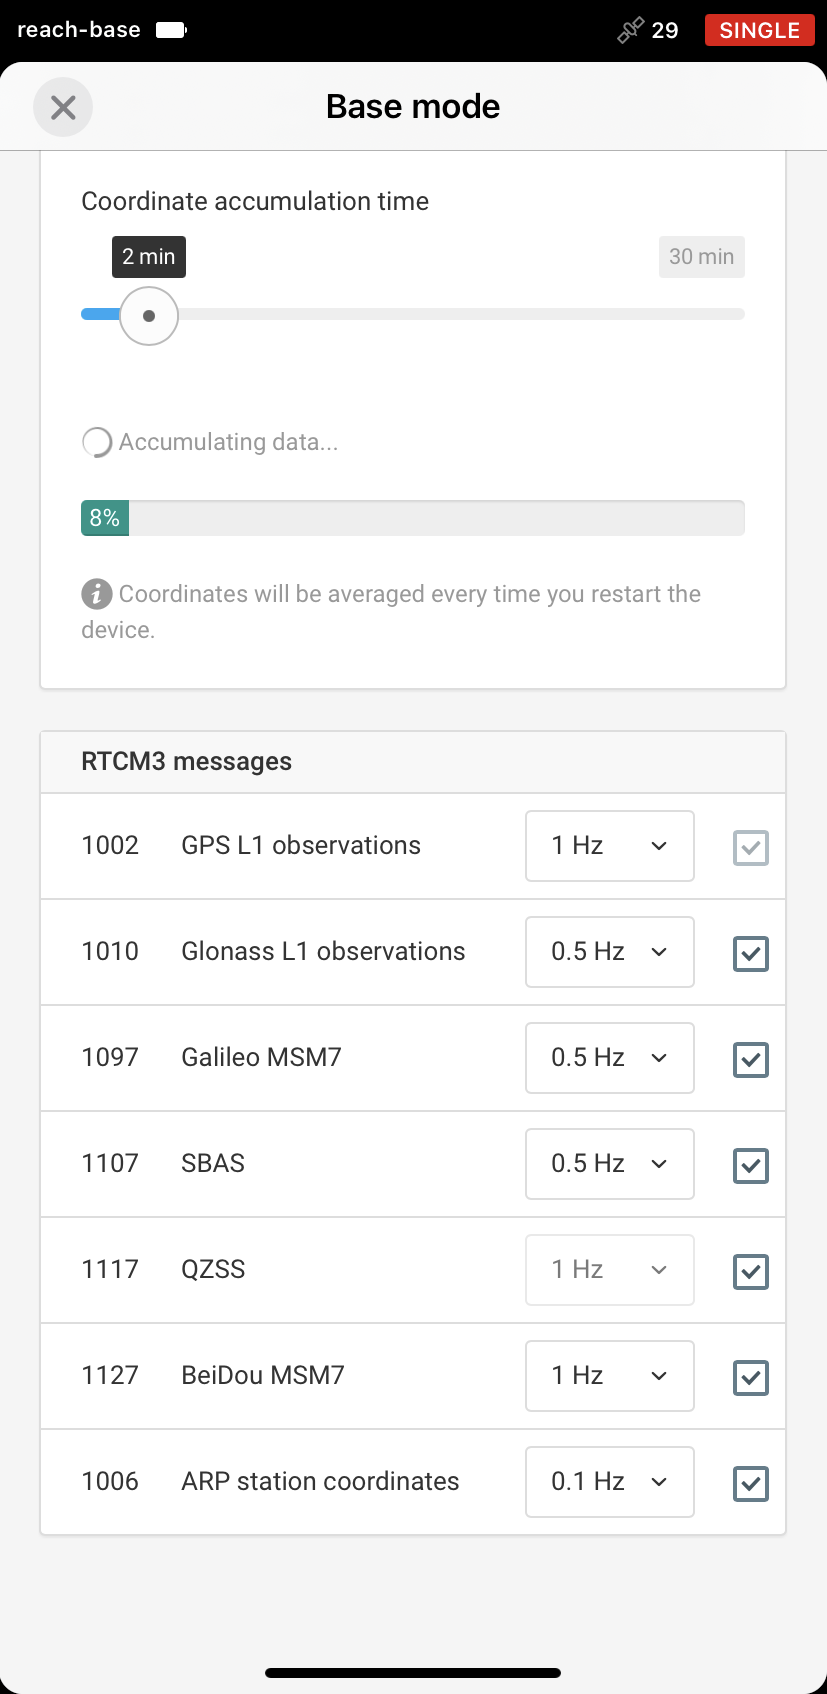 reach-base 29 SINGLE
Base mode
Coordinate accumulation time
2 min 30 min
Accumulating data...
8%
Coordinates will be averaged every time you restart the
device.
RTCM3 messages
1002 GPS L1 observations 1 Hz
1010 Glonass L1 observations 0.5 Hz
1097 Galileo MSM7 0.5 Hz
1107 SBAS 0.5 Hz
1117 QZSS 1 Hz
1127 BeiDou MSM7 1 Hz
1006 ARP station coordinates 0.1 Hz